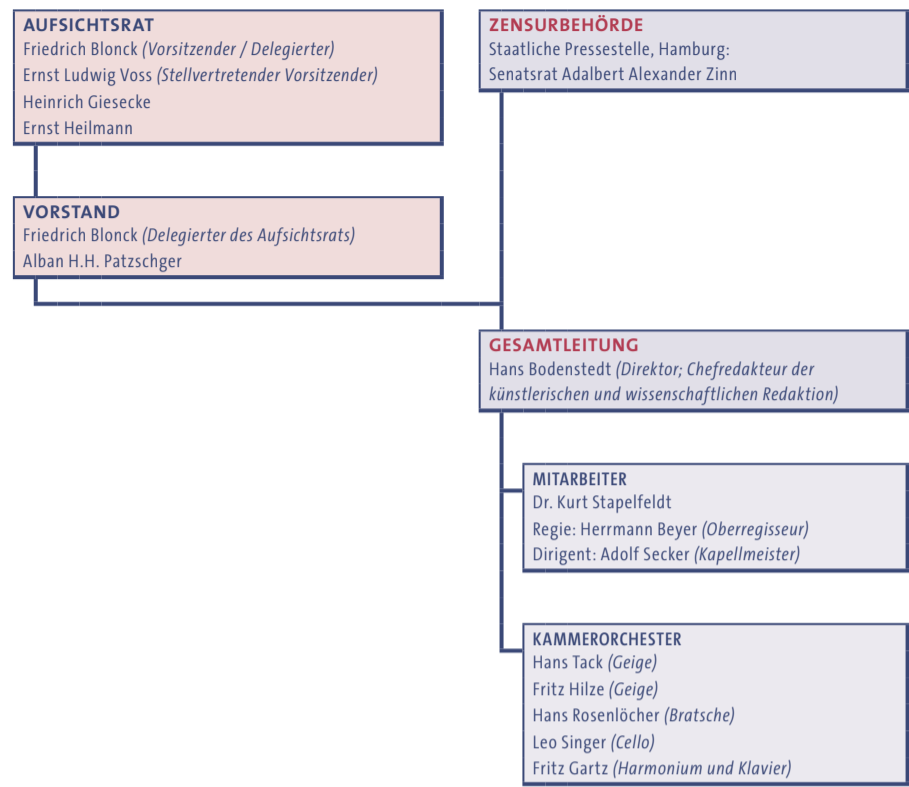 AUFSICHTSRAT
Friedrich Blonck (Vorsitzender / Delegierter)
Ernst Ludwig Voss (Stellvertretender Vorsitzender)
Heinrich Giesecke
Ernst Heilmann
ZENSURBEHÖRDE
Staatliche Pressestelle, Hamburg:
Senatsrat Adalbert Alexander Zinn
VORSTAND
Friedrich Blonck (Delegierter des Aufsichtsrats)
Alban H.H. Patzschger
GESAMTLEITUNG
Hans Bodenstedt (Direktor; Chefredakteur der
künstlerischen und wissenschaftlichen Redaktion)
MITARBEITER
Dr. Kurt Stapelfeldt
Regie: Herrmann Beyer (Oberregisseur)
Dirigent: Adolf Secker (Kapellmeister)
KAMMERORCHESTER
Hans Tack (Geige)
Fritz Hilze (Geige)
Hans Rosenlöcher (Bratsche)
Leo Singer (Cello)
Fritz Gartz (Harmonium und Klavier)